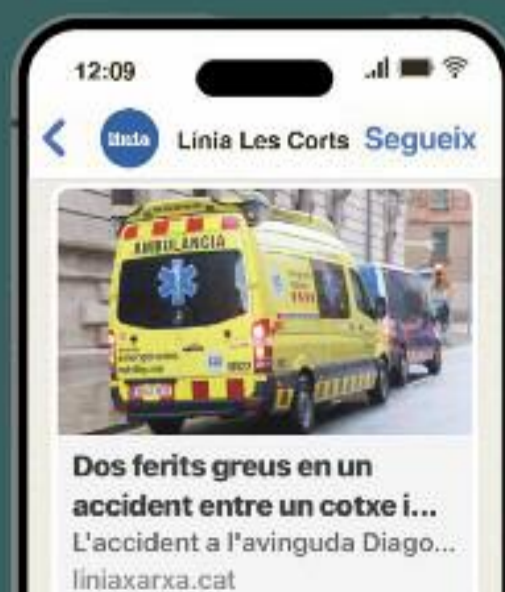 12:09
línia Línia Les Corts Segueix
AMBULÀNCIA
Dos ferits greus en un
accident entre un cotxe i...
L'accident a l'avinguda Diago...
liniaxarxa.cat